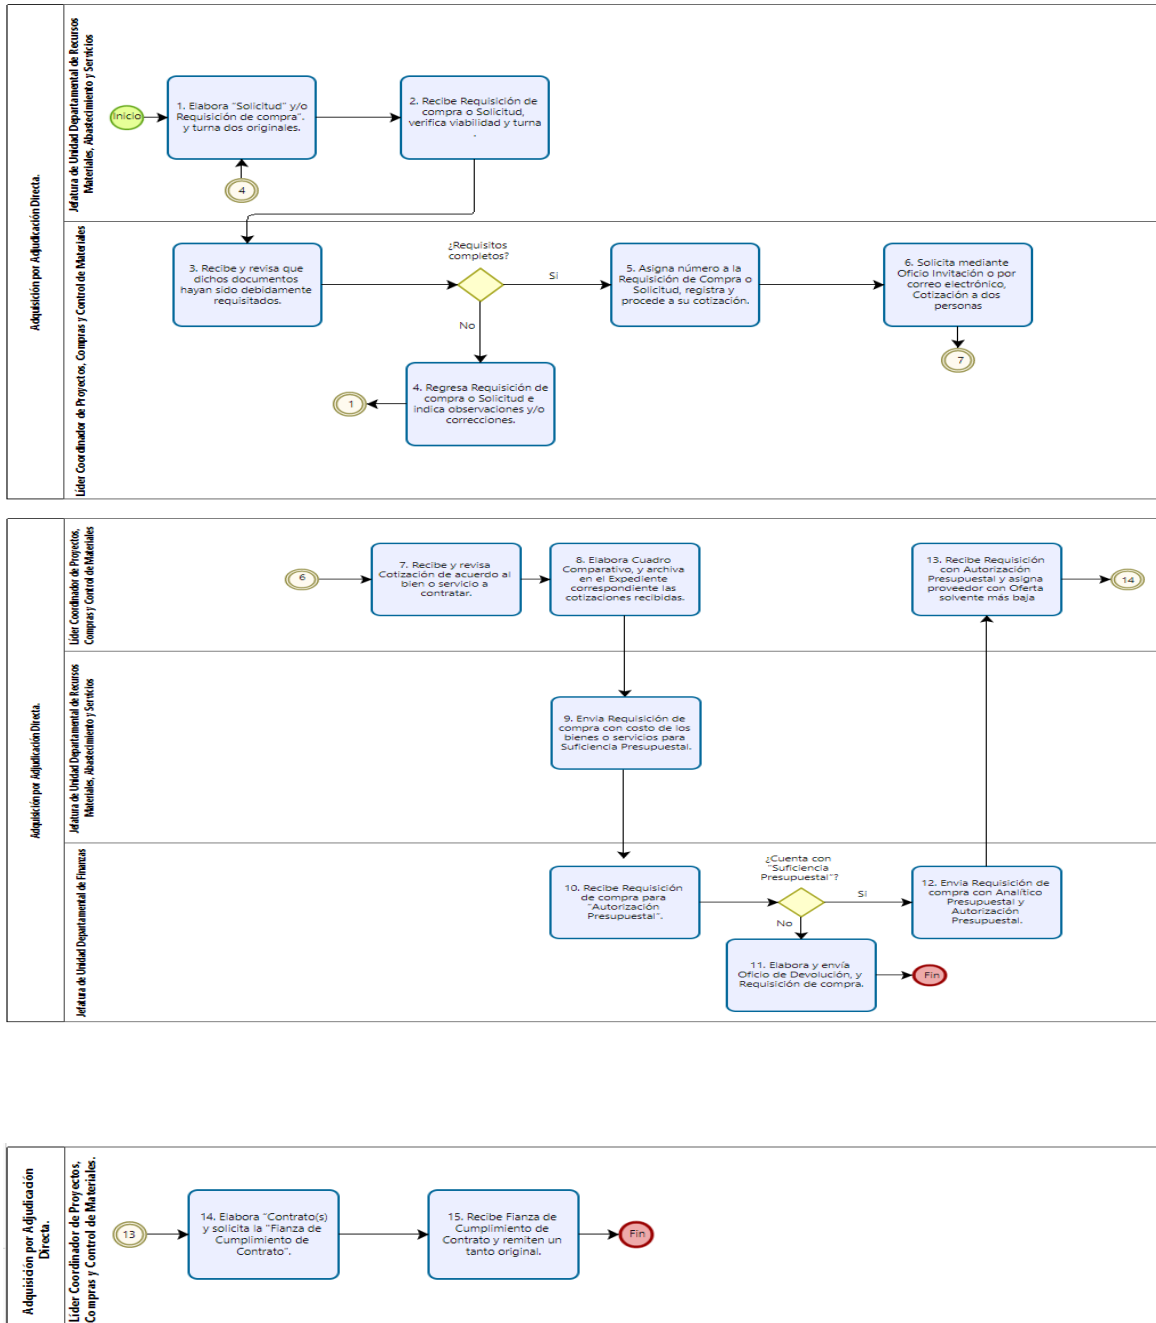 Adquisición por Adjudicación Directa.
Jefatura de Unidad Departamental de Recursos
Materiales, Abastecimiento y Servicios
Inicio
1. Elabora "Solicitud" y/o
Requisición de compra".
y turna dos originales.
2. Recibe Requisición de
compra o Solicitud,
verifica viabilidad y turna
.
4
Líder Coordinador de Proyectos, Compras y Control de Materiales
3. Recibe y revisa que
dichos documentos
hayan sido debidamente
requisitados.
¿Requisitos
completos?
Si
No
5. Asigna número a la
Requisición de Compra o
Solicitud, registra y
procede a su cotización.
6. Solicita mediante
Oficio Invitación o por
correo electrónico,
Cotización a dos
personas
7
4. Regresa Requisición de
compra o Solicitud e
indica observaciones y/o
correcciones.
1
Adquisición por Adjudicación Directa.
Líder Coordinador de Proyectos,
Compras y Control de Materiales
6
7. Recibe y revisa
Cotización de acuerdo al
bien o servicio a
contratar.
8. Elabora Cuadro
Comparativo, y archiva
en el Expediente
correspondiente las
cotizaciones recibidas.
13. Recibe Requisición
con Autorización
Presupuestal y asigna
proveedor con Oferta
solvente más baja
14
Jefatura de Unidad Departamental de Recursos
Materiales, Abastecimiento y Servicios
9. Envia Requisición de
compra con costo de los
bienes o servicios para
Suficiencia Presupuestal.
Jefatura de Unidad Departamental de Finanzas
10. Recibe Requisición
de compra para
"Autorización
Presupuestal".
¿Cuenta con
"Suficiencia
Presupuestal"?
Si
No
12. Envia Requisición de
compra con Analítico
Presupuestal y
Autorización
Presupuestal.
11. Elabora y envía
Oficio de Devolución, y
Requisición de compra.
Fin
Adquisición por Adjudicación
Directa.
Líder Coordinador de Proyectos,
Compras y Control de Materiales.
13
14. Elabora "Contrato(s)
y solicita la "Fianza de
Cumplimiento de
Contrato".
15. Recibe Fianza de
Cumplimiento de
Contrato y remiten un
tanto original.
Fin